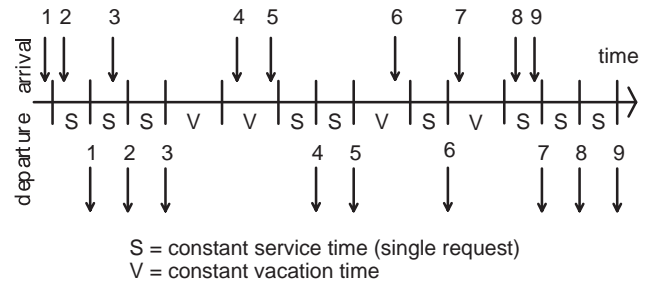 1 2 3 4 5 6 7 8 9
time
arrival
departure
S S S V V S S V S V S S S
1 2 3 4 5 6 7 8 9
S = constant service time (single request)
V = constant vacation time